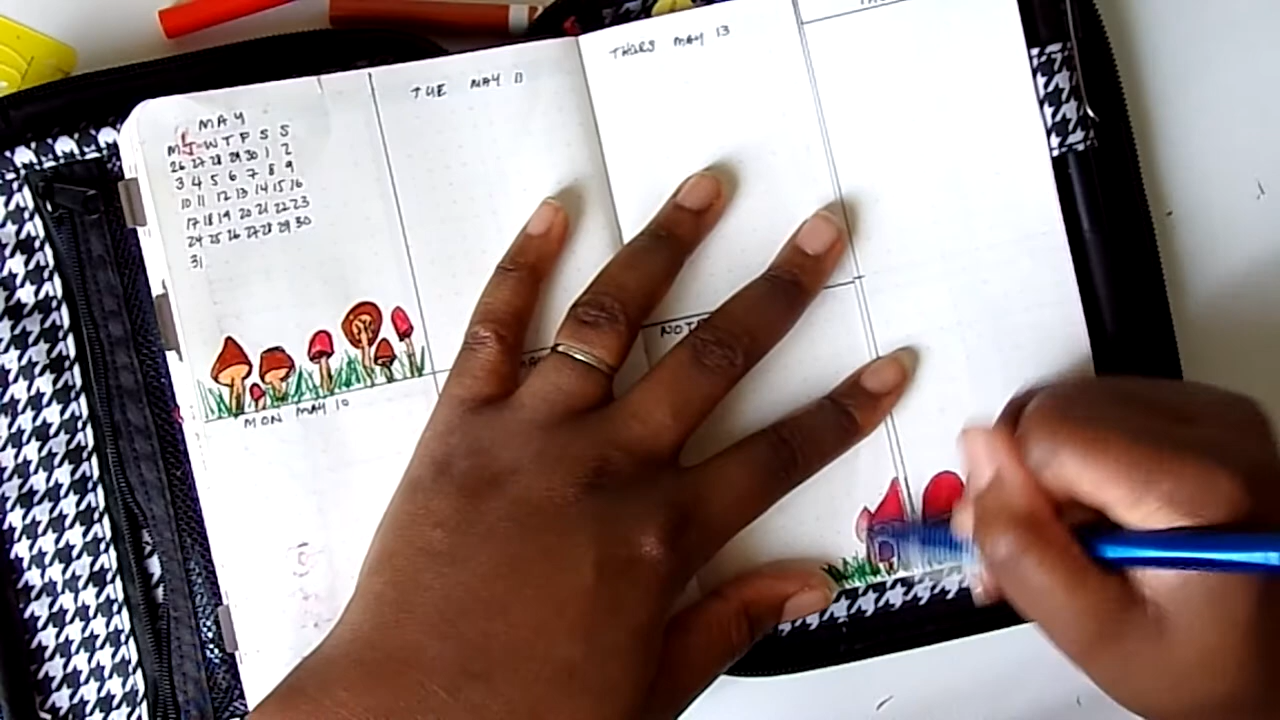 MAY
M T W T F S S
26 27 28 29 30 1 2
3 4 5 6 7 8 9
10 11 12 13 14 15 16
17 18 19 20 21 22 23
24 25 26 27 28 29 30
31
MON MAY 10
TUE MAY 11
THURS MAY 13